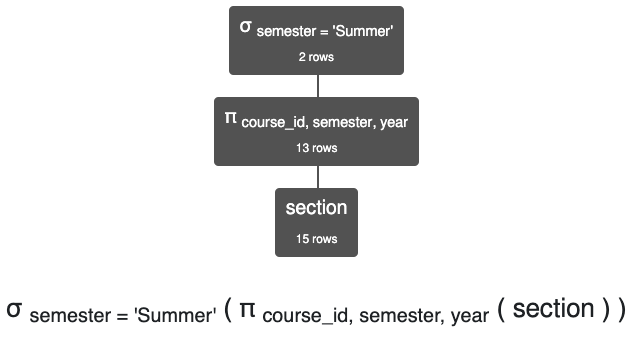 σ semester = 'Summer'
2 rows
π course_id, semester, year
13 rows
section
15 rows
σ semester = 'Summer' ( π course_id, semester, year ( section ) )